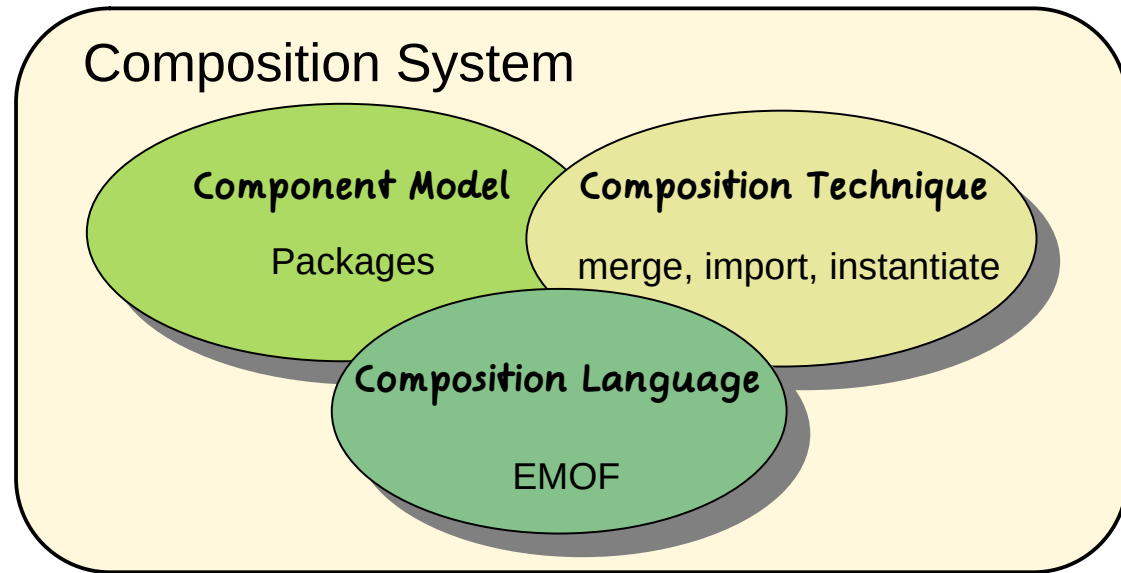 Composition System
Component Model
Packages
Composition Technique
merge, import, instantiate
Composition Language
EMOF